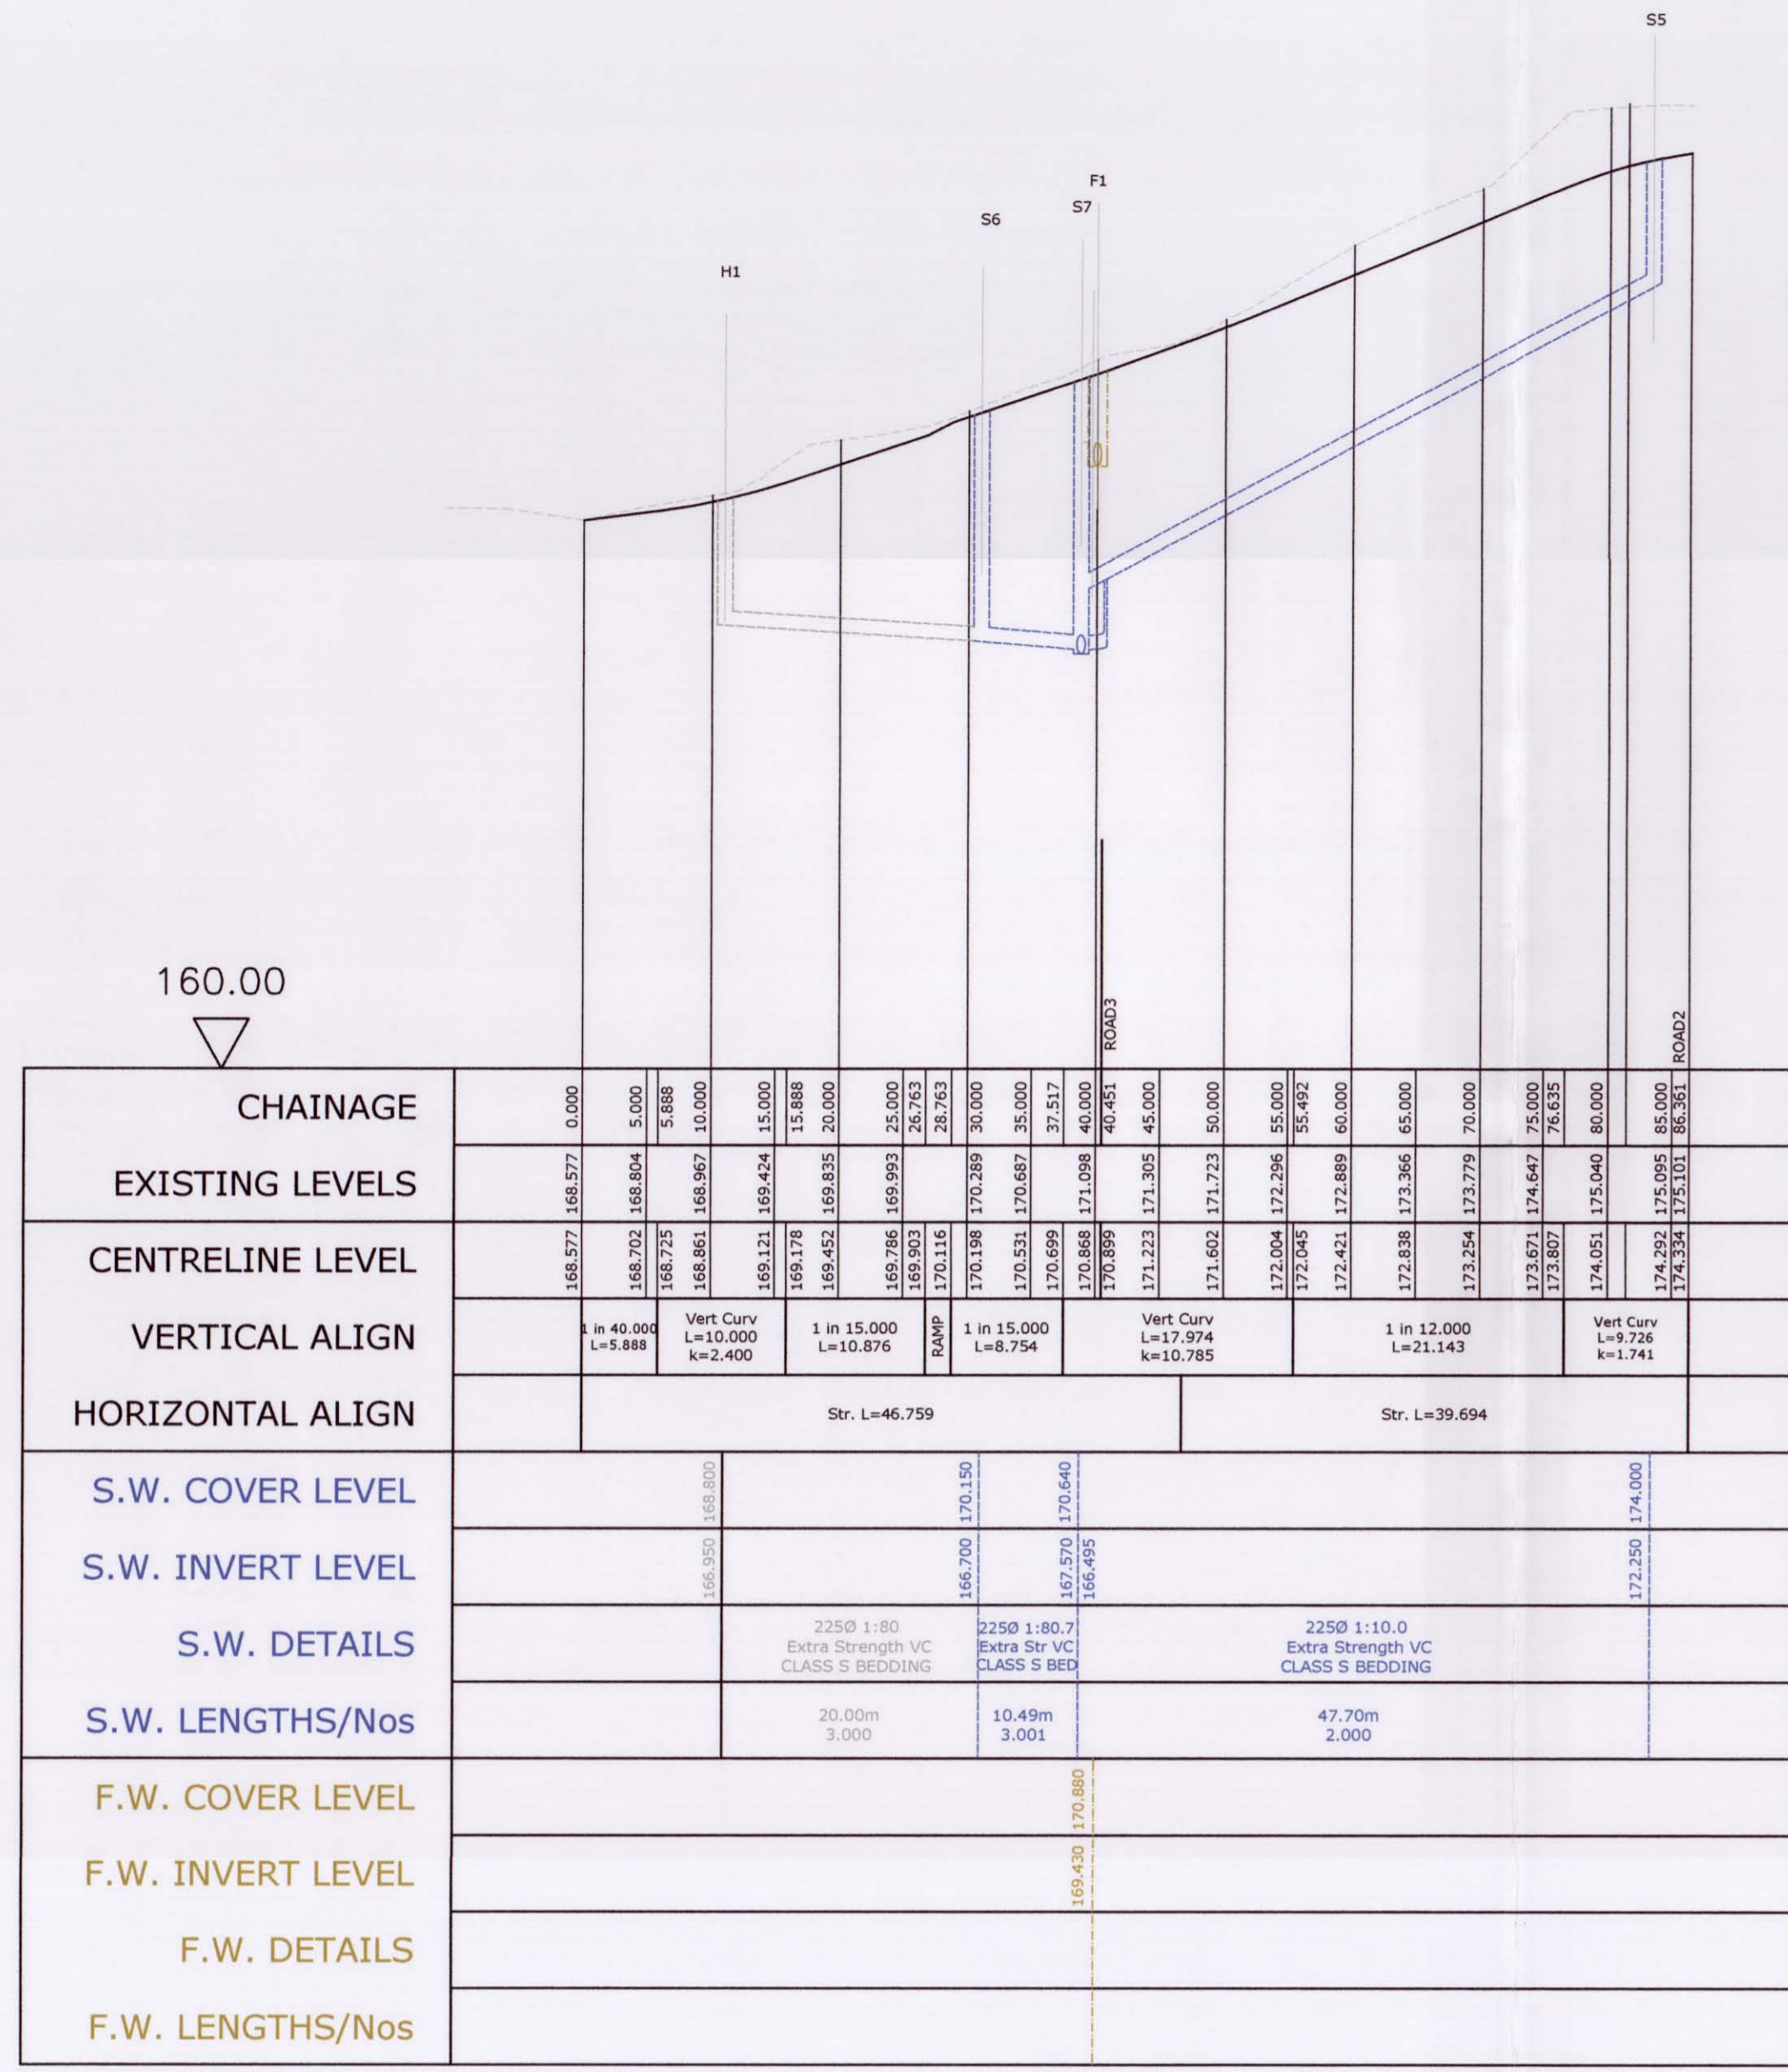 S5
F1
S7
S6
H1
160.00
ROAD3
ROAD2
CHAINAGE
0.000 5.000 5.888 10.000 15.000 15.888 20.000 25.000 26.763 28.763 30.000 35.000 37.517 40.000 40.451 45.000 50.000 55.000 55.492 60.000 65.000 70.000 75.000 76.635 80.000 85.000 86.361
EXISTING LEVELS
168.577 168.804 168.967 169.424 169.835 169.993 170.289 170.687 171.098 171.305 171.723 172.296 172.889 173.366 173.779 174.647 175.040 175.095 175.101
CENTRELINE LEVEL
168.577 168.702 168.725 168.861 169.121 169.178 169.452 169.786 169.903 170.116 170.198 170.531 170.699 170.868 170.899 171.223 171.602 172.004 172.045 172.421 172.838 173.254 173.671 173.807 174.051 174.292 174.334
VERTICAL ALIGN
1 in 40.000
L=5.888
Vert Curv
L=10.000
k=2.400
1 in 15.000
L=10.876
RAMP
1 in 15.000
L=8.754
Vert Curv
L=17.974
k=10.785
1 in 12.000
L=21.143
Vert Curv
L=9.726
k=1.741
HORIZONTAL ALIGN
Str. L=46.759
Str. L=39.694
S.W. COVER LEVEL
168.800 170.150 170.640 174.000
S.W. INVERT LEVEL
166.950 166.700 167.570 166.495 172.250
S.W. DETAILS
225Ø 1:80
Extra Strength VC
CLASS S BEDDING
225Ø 1:80.7
Extra Str VC
CLASS S BED
225Ø 1:10.0
Extra Strength VC
CLASS S BEDDING
S.W. LENGTHS/Nos
20.00m
3.000
10.49m
3.001
47.70m
2.000
F.W. COVER LEVEL
170.880
F.W. INVERT LEVEL
169.430
F.W. DETAILS
F.W. LENGTHS/Nos